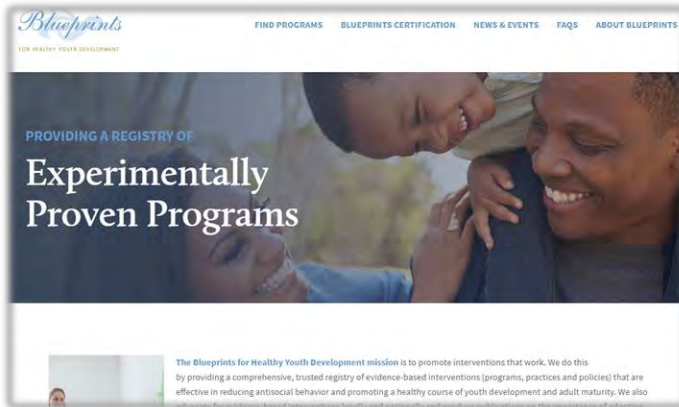 Blueprints
FOR HEALTHY YOUTH DEVELOPMENT
FIND PROGRAMS BLUEPRINTS CERTIFICATION NEWS & EVENTS FAQS ABOUT BLUEPRINTS
PROVIDING A REGISTRY OF
Experimentally
Proven Programs
The Blueprints for Healthy Youth Development mission is to promote interventions that work. We do this
by providing a comprehensive, trusted registry of evidence-based interventions (programs, practices and policies) that are
effective in reducing antisocial behavior and promoting a healthy course of youth development and adult maturity. We also